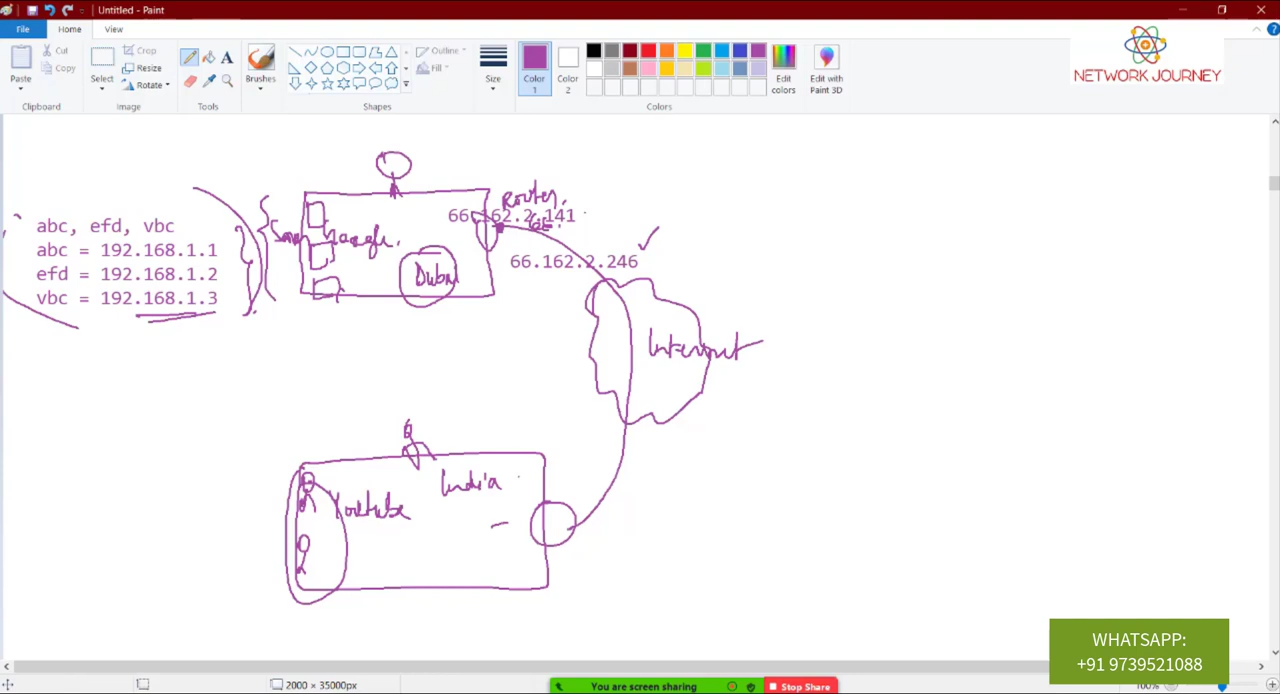 Untitled - Paint
File
Home
View
Paste
Cut
Copy
Clipboard
Select
Crop
Resize
Rotate
Image
Tools
Brushes
Shapes
Outline
Fill
Size
Color 1
Color 2
Colors
Edit colors
Edit with Paint 3D
NETWORK JOURNEY
abc, efd, vbc
abc = 192.168.1.1
efd = 192.168.1.2
vbc = 192.168.1.3
Router.
66.162.2.141
66.162.2.246
Google.
Internet
India
Youtube
WHATSAPP:
+91 9739521088
2000 × 35000px
You are screen sharing
Stop Share
100%